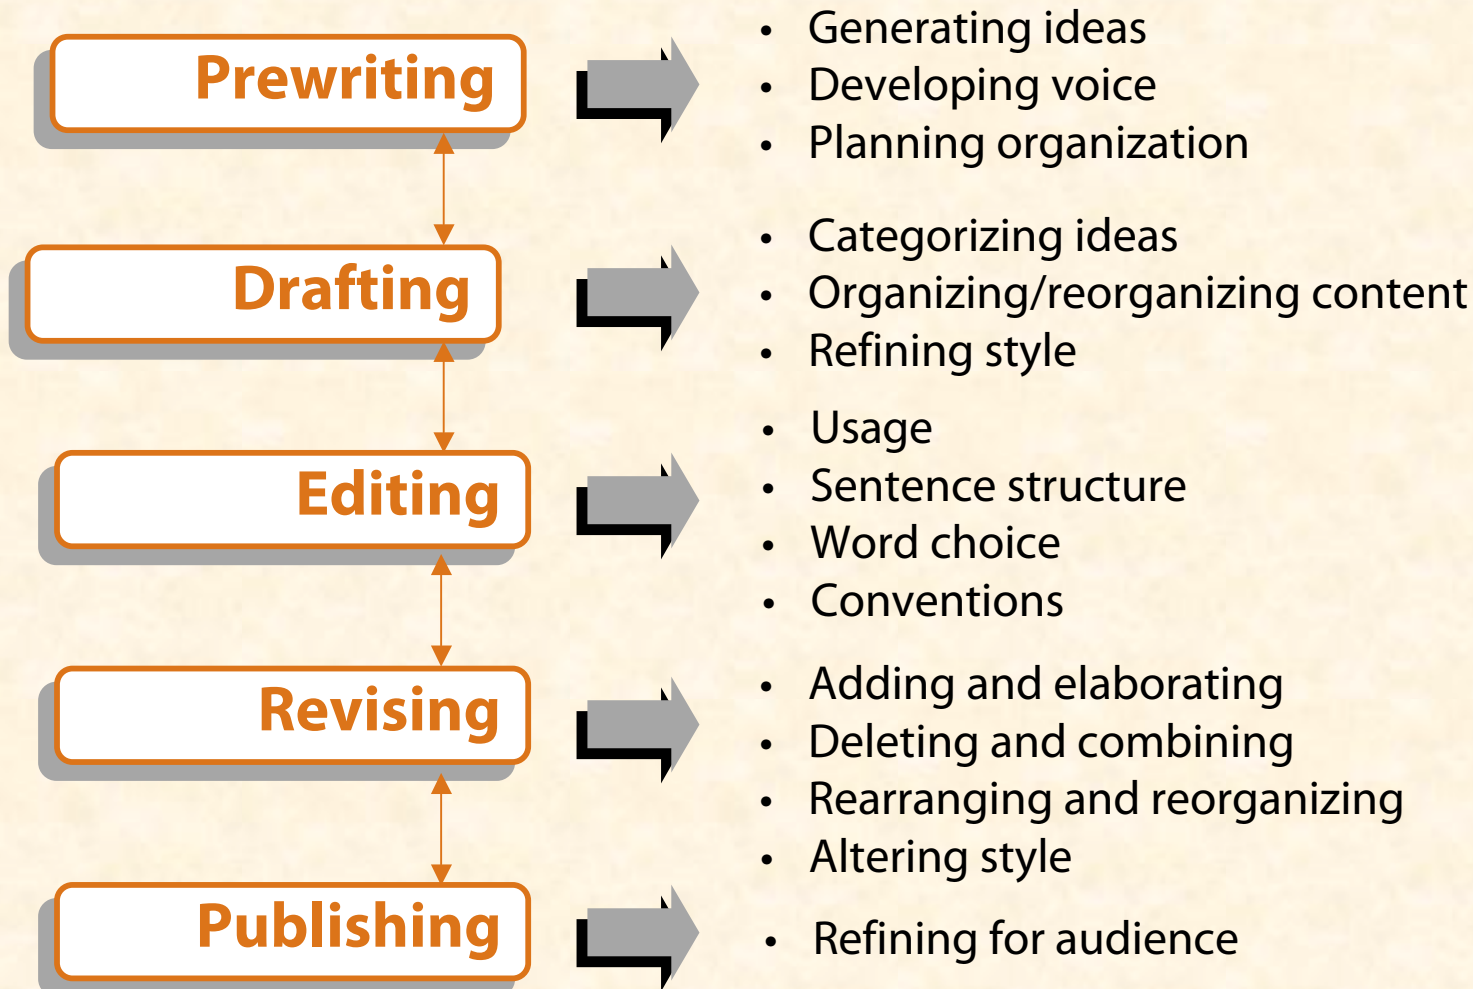 Prewriting
• Generating ideas
• Developing voice
• Planning organization
Drafting
• Categorizing ideas
• Organizing/reorganizing content
• Refining style
Editing
• Usage
• Sentence structure
• Word choice
• Conventions
Revising
• Adding and elaborating
• Deleting and combining
• Rearranging and reorganizing
• Altering style
Publishing
• Refining for audience